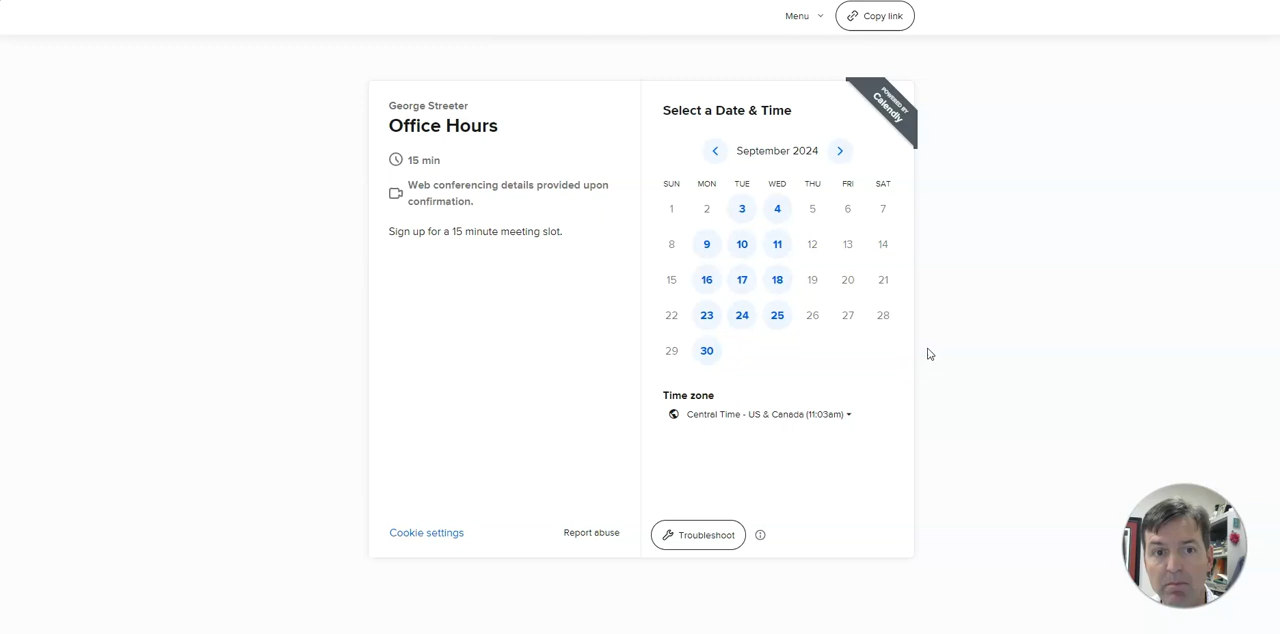 Menu
Copy link
George Streeter
Office Hours
15 min
Web conferencing details provided upon
confirmation.
Sign up for a 15 minute meeting slot.
Cookie settings
Report abuse
POWERED BY
Calendly
Select a Date & Time
September 2024
SUN MON TUE WED THU FRI SAT
1 2 3 4 5 6 7
8 9 10 11 12 13 14
15 16 17 18 19 20 21
22 23 24 25 26 27 28
29 30
Time zone
Central Time - US & Canada (11:03am)
Troubleshoot